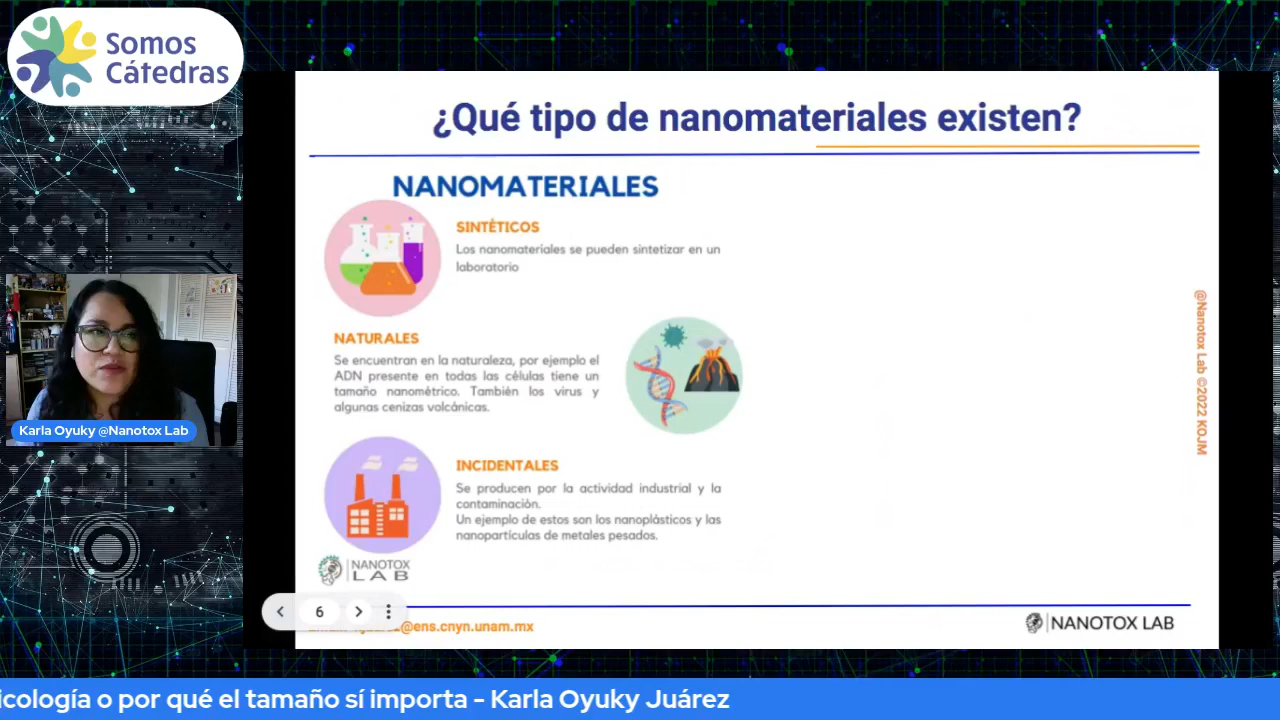 Somos
Cátedras
¿Qué tipo de nanomateriales existen?
NANOMATERIALES
SINTÉTICOS
Los nanomateriales se pueden sintetizar en un
laboratorio
NATURALES
Se encuentran en la naturaleza, por ejemplo el
ADN presente en todas las células tiene un
tamaño nanométrico. También los virus y
algunas cenizas volcánicas.
INCIDENTALES
Se producen por la actividad industrial y la
contaminación.
Un ejemplo de estos son los nanoplásticos y las
nanopartículas de metales pesados.
NANOTOX
LAB
@Nanotox Lab ©2022 KOJM
Karla Oyuky @Nanotox Lab
6
@ens.cnyn.unam.mx
NANOTOX LAB
icología o por qué el tamaño sí importa - Karla Oyuky Juárez